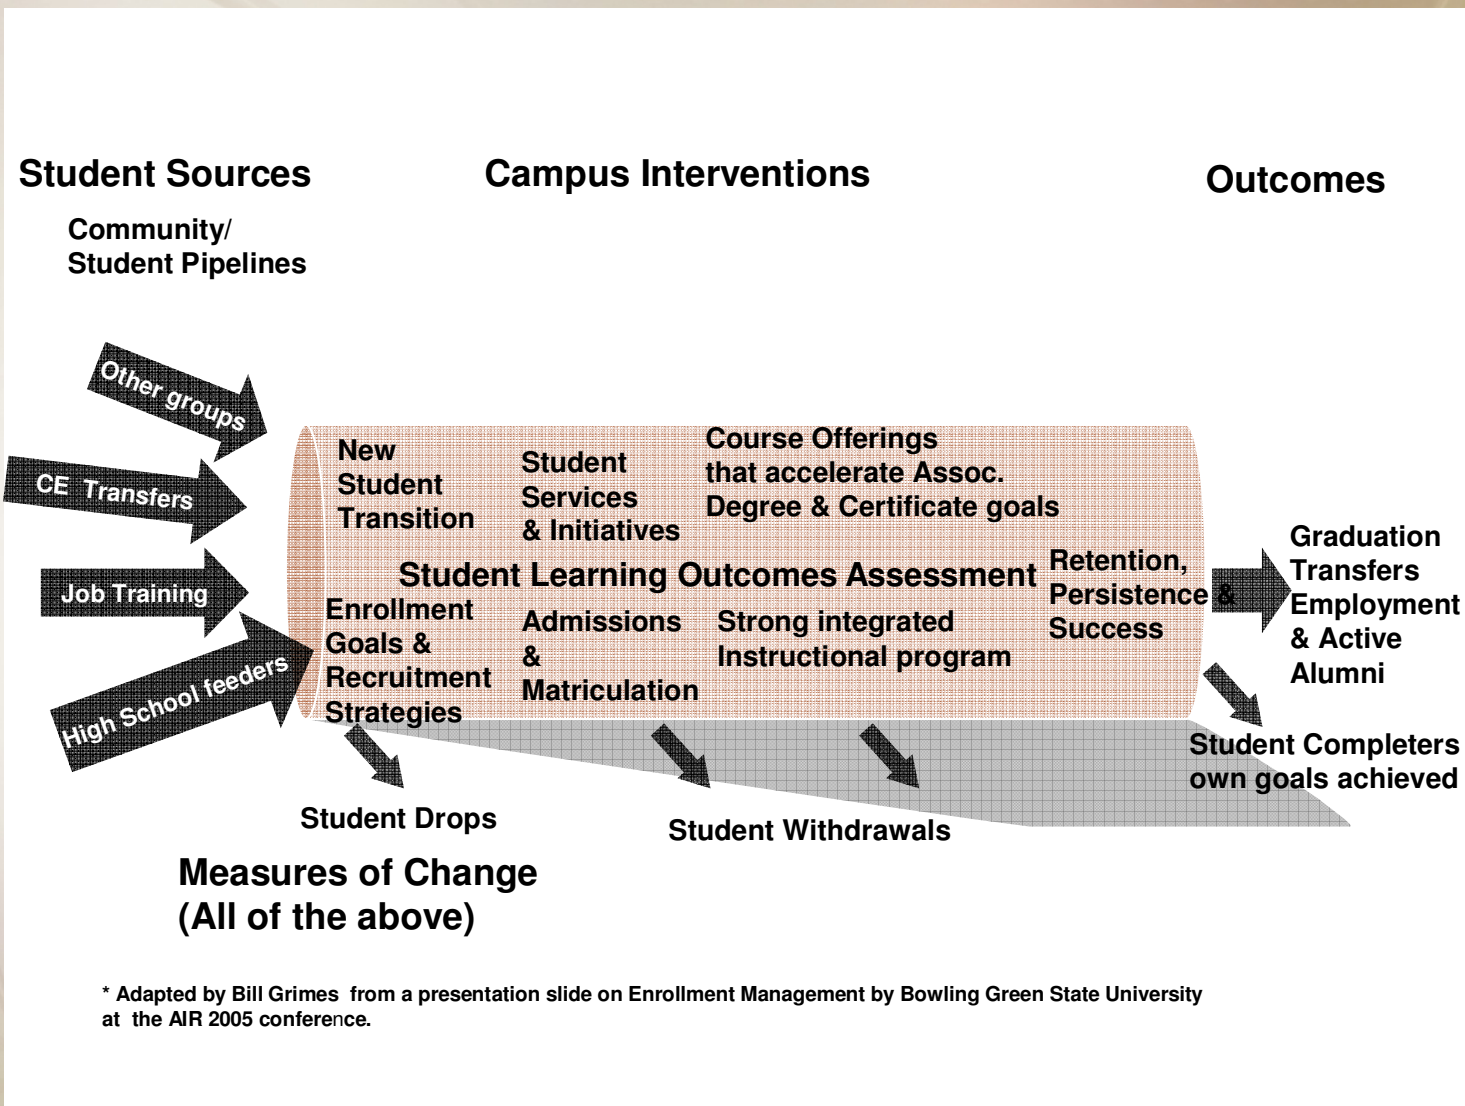 Student Sources
Campus Interventions
Outcomes
Community/
Student Pipelines
Other groups
CE Transfers
Job Training
High School feeders
New
Student
Transition
Student
Services
& Initiatives
Course Offerings
that accelerate Assoc.
Degree & Certificate goals
Student Learning Outcomes Assessment
Enrollment
Goals &
Recruitment
Strategies
Admissions
&
Matriculation
Strong integrated
Instructional program
Retention,
Persistence &
Success
Graduation
Transfers
Employment
& Active
Alumni
Student Completers
own goals achieved
Student Drops
Student Withdrawals
Measures of Change
(All of the above)
* Adapted by Bill Grimes from a presentation slide on Enrollment Management by Bowling Green State University
at the AIR 2005 conference.